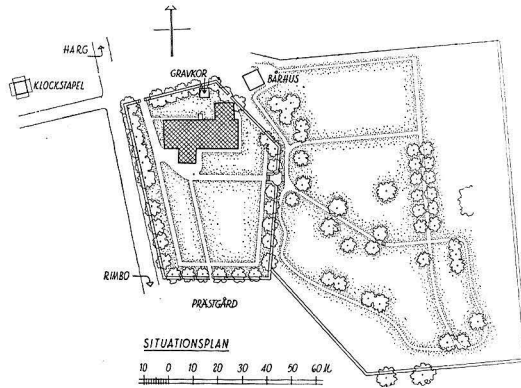 HARG
KLOCKSTAPEL
GRAVKOR
BÅRHUS
RIMBO
PRÄSTGÅRD
SITUATIONSPLAN
10 0 10 20 30 40 50 60 M